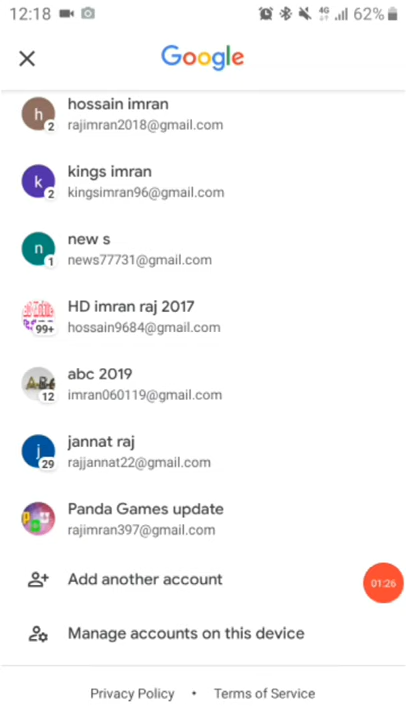 12:18 4G 62%
Google
hossain imran
h 2
rajimran2018@gmail.com
kings imran
k 2
kingsimran96@gmail.com
new s
n 1
news77731@gmail.com
HD imran raj 2017
99+
hossain9684@gmail.com
abc 2019
12
imran060119@gmail.com
jannat raj
j 29
rajjannat22@gmail.com
Panda Games update
rajimran397@gmail.com
Add another account
01:26
Manage accounts on this device
Privacy Policy • Terms of Service